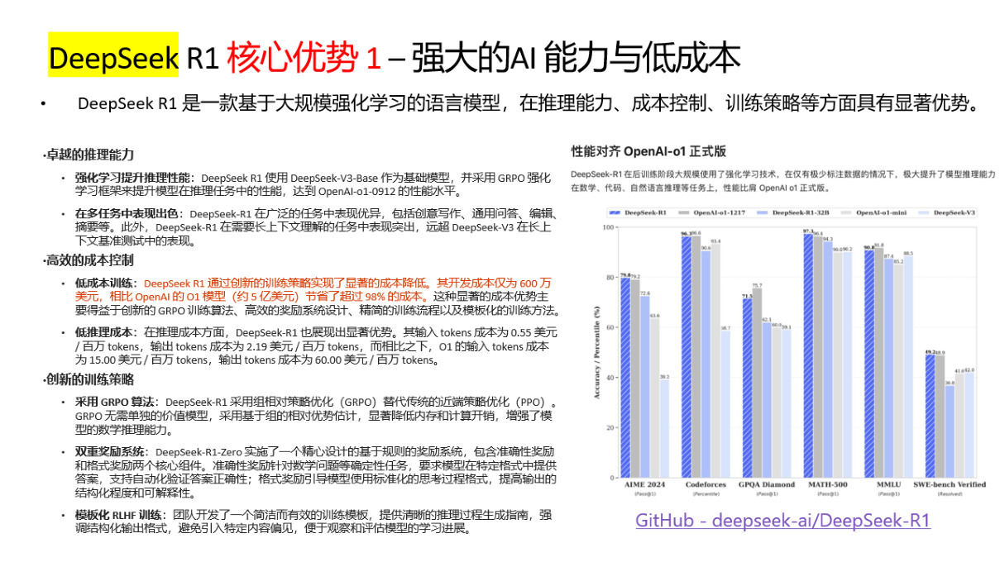 DeepSeek R1 核心优势 1 – 强大的AI 能力与低成本
• DeepSeek R1 是一款基于大规模强化学习的语言模型，在推理能力、成本控制、训练策略等方面具有显著优势。
·卓越的推理能力
• 强化学习提升推理性能：DeepSeek R1 使用 DeepSeek-V3-Base 作为基础模型，并采用 GRPO 强化
学习框架来提升模型在推理任务中的性能，达到 OpenAI-o1-0912 的性能水平。
• 在多任务中表现出色：DeepSeek-R1 在广泛的任务中表现优异，包括创意写作、通用问答、编辑、
摘要等。此外，DeepSeek-R1 在需要长上下文理解的任务中表现突出，远超 DeepSeek-V3 在长上
下文基准测试中的表现。
·高效的成本控制
• 低成本训练：DeepSeek R1 通过创新的训练策略实现了显著的成本降低。其开发成本仅为 600 万
美元，相比 OpenAI 的 O1 模型（约 5 亿美元）节省了超过 98% 的成本。这种显著的成本优势主
要得益于创新的 GRPO 训练算法、高效的奖励系统设计、精简的训练流程以及模板化的训练方法。
• 低推理成本：在推理成本方面，DeepSeek-R1 也展现出显著优势。其输入 tokens 成本为 0.55 美元
/ 百万 tokens，输出 tokens 成本为 2.19 美元 / 百万 tokens，而相比之下，O1 的输入 tokens 成本
为 15.00 美元 / 百万 tokens，输出 tokens 成本为 60.00 美元 / 百万 tokens。
·创新的训练策略
• 采用 GRPO 算法：DeepSeek-R1 采用组相对策略优化（GRPO）替代传统的近端策略优化（PPO）。
GRPO 无需单独的价值模型，采用基于组的相对优势估计，显著降低内存和计算开销，增强了模
型的数学推理能力。
• 双重奖励系统：DeepSeek-R1-Zero 实施了一个精心设计的基于规则的奖励系统，包含准确性奖励
和格式奖励两个核心组件。准确性奖励针对数学问题等确定性任务，要求模型在特定格式中提供
答案，支持自动化验证答案正确性；格式奖励引导模型使用标准化的思考过程格式，提高输出的
结构化程度和可解释性。
• 模板化 RLHF 训练：团队开发了一个简洁而有效的训练模板，提供清晰的推理过程生成指南，强
调结构化输出格式，避免引入特定内容偏见，便于观察和评估模型的学习进展。
性能对齐 OpenAI-o1 正式版
DeepSeek-R1 在后训练阶段大规模使用了强化学习技术，在仅有极少标注数据的情况下，极大提升了模型推理能力
在数学、代码、自然语言推理等任务上，性能比肩 OpenAI o1 正式版。
DeepSeek-R1 OpenAI-o1-1217 DeepSeek-R1-32B OpenAI-o1-mini DeepSeek-V3
Accuracy / Percentile (%)
100
80
60
40
20
0
79.8 79.2 72.6 63.6 39.2
96.3 96.6 90.6 93.4 58.7
71.5 75.7 62.1 60.0 59.1
97.3 96.4 94.3 90.0 90.2
90.8 91.8 87.4 85.2 88.5
49.2 48.9 36.8 41.6 42.0
AIME 2024 Codeforces GPQA Diamond MATH-500 MMLU SWE-bench Verified
(Pass@1) (Percentile) (Pass@1) (Pass@1) (Pass@1) (Resolved)
GitHub - deepseek-ai/DeepSeek-R1